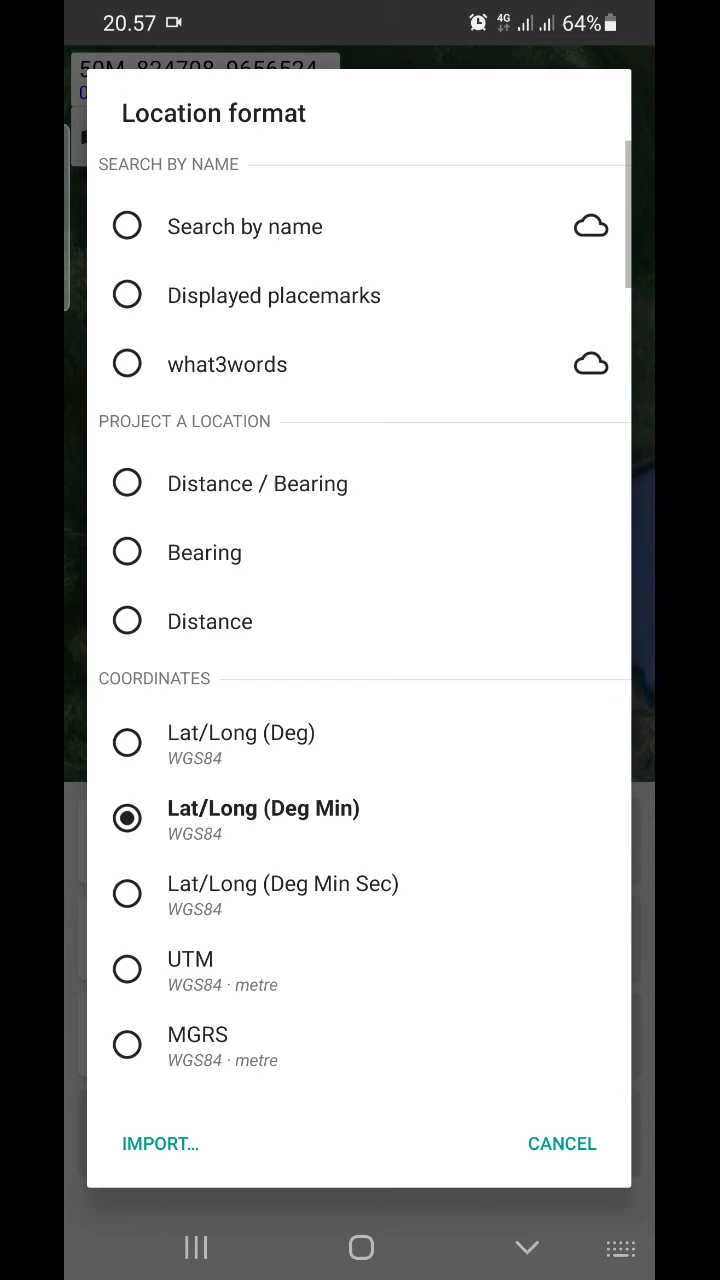 20.57
4G
64%
50M 824708 9656524
Location format
SEARCH BY NAME
Search by name
Displayed placemarks
what3words
PROJECT A LOCATION
Distance / Bearing
Bearing
Distance
COORDINATES
Lat/Long (Deg)
WGS84
Lat/Long (Deg Min)
WGS84
Lat/Long (Deg Min Sec)
WGS84
UTM
WGS84 · metre
MGRS
WGS84 · metre
IMPORT...
CANCEL